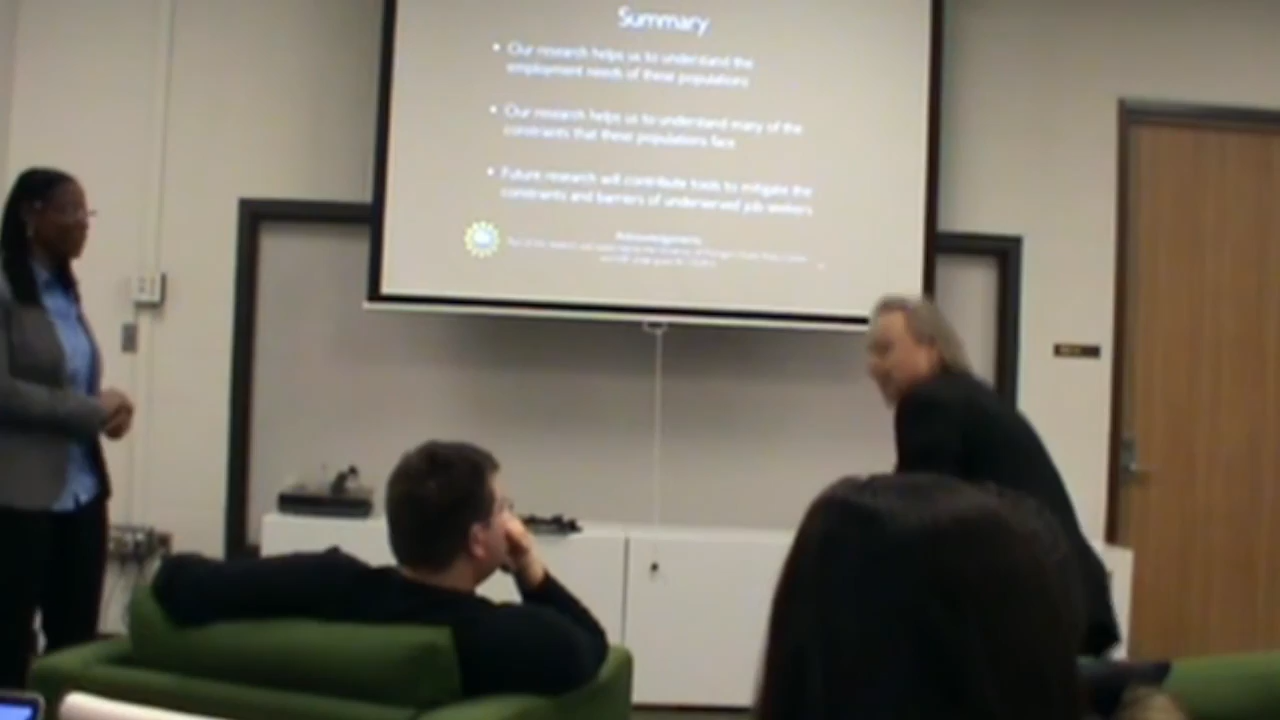 Summary
• Our research helps us to understand the
employment needs of these populations
• Our research helps us to understand many of the
constraints that these populations face
• Future research will contribute tools to mitigate the
constraints and barriers of underserved job seekers
Acknowledgements